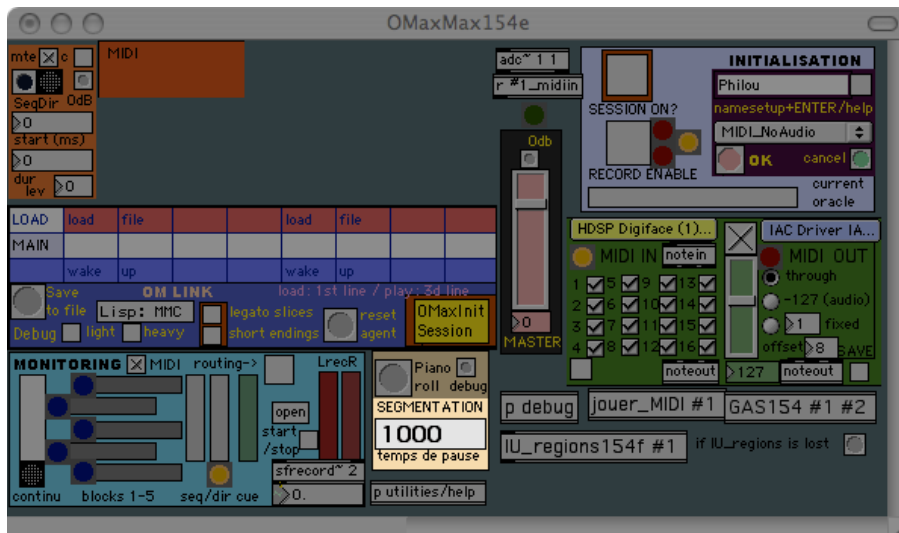 OMaxMax154e
mte c
MIDI
SeqDir OdB
0
start (ms)
0
dur
lev 0
adc~ 1 1
r #1_midiin
Odb
0
MASTER
INITIALISATION
Philou
SESSION ON?
namesetup+ENTER/help
MIDI_NoAudio
OK cancel
RECORD ENABLE
current
oracle
LOAD load file load file
MAIN
wake up wake up
Save
to file
OM LINK
load: 1st line / play: 3d line
Lisp: MMC
legato slices
reset
agent
OMaxInit
Session
Debug light heavy
short endings
HDSP Digiface (1)...
IAC Driver IA...
MIDI IN notein
MIDI OUT
1 5 9 13
2 6 10 14
3 7 11 15
4 8 12 16
through
-127 (audio)
1 fixed
offset 8 SAVE
noteout 127 noteout
MONITORING MIDI routing->
LrecR
open
start
/stop
sfrecord~ 2
0.
continu blocks 1-5 seq/dir cue
Piano
roll debug
SEGMENTATION
1000
temps de pause
p utilities/help
p debug jouer_MIDI #1 GAS154 #1 #2
IU_regions154f #1 if IU_regions is lost